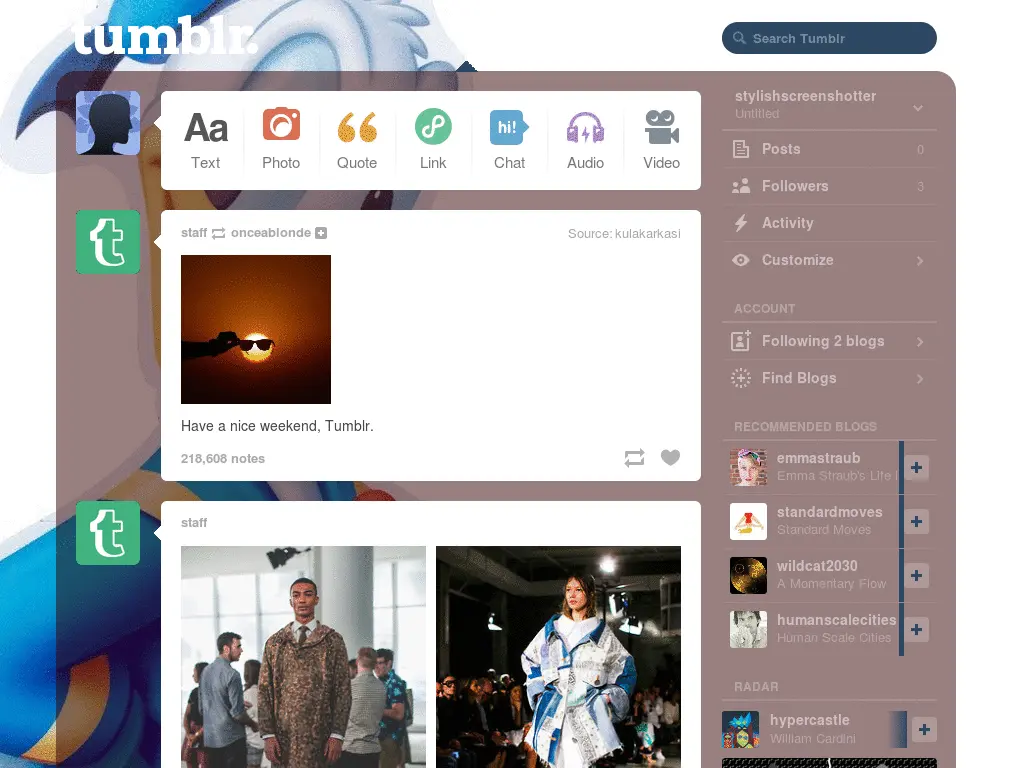 tumblr.
Search Tumblr
Aa
Text
Photo
Quote
Link
hi!
Chat
Audio
Video
staff onceablonde
Source: kulakarkasi
Have a nice weekend, Tumblr.
218,608 notes
staff
stylishscreenshotter
Untitled
Posts 0
Followers 3
Activity
Customize
ACCOUNT
Following 2 blogs
Find Blogs
RECOMMENDED BLOGS
emmastraub
Emma Straub's Life
standardmoves
Standard Moves
wildcat2030
A Momentary Flow
humanscalecities
Human Scale Cities
RADAR
hypercastle
William Cardini